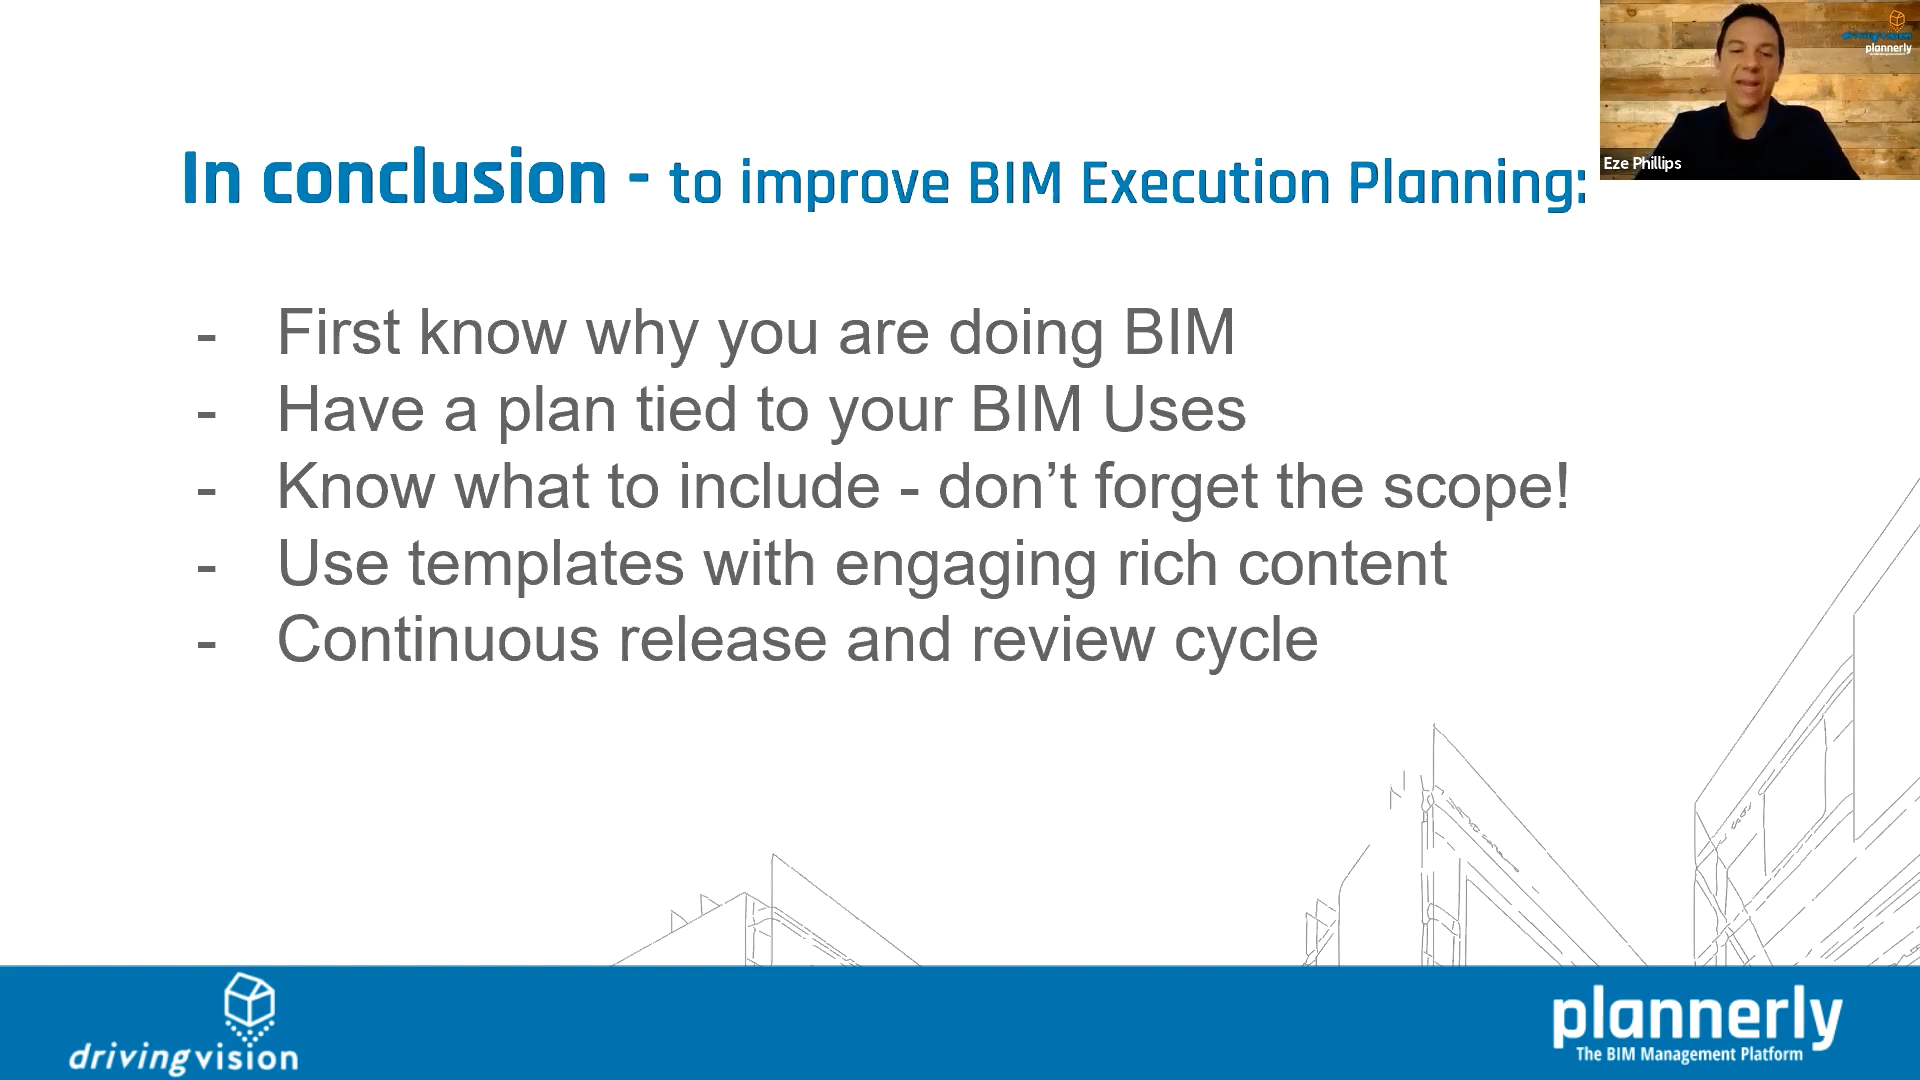 drivingvision
plannerly
Eze Phillips
In conclusion - to improve BIM Execution Planning:
- First know why you are doing BIM
- Have a plan tied to your BIM Uses
- Know what to include - don’t forget the scope!
- Use templates with engaging rich content
- Continuous release and review cycle
drivingvision
plannerly
The BIM Management Platform